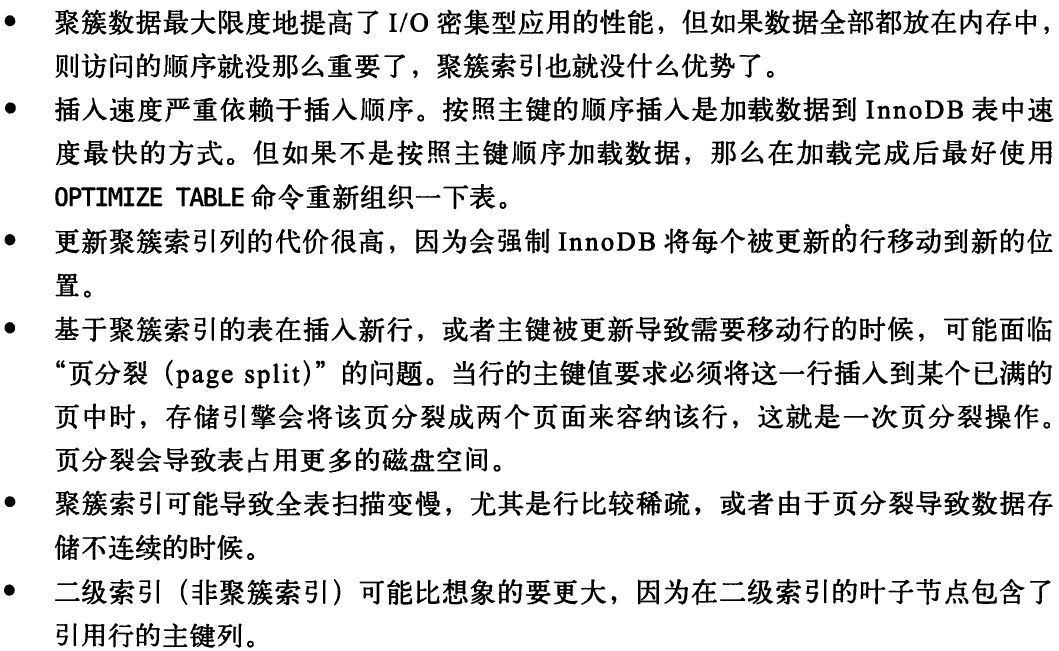 • 聚簇数据最大限度地提高了 I/O 密集型应用的性能，但如果数据全部都放在内存中，
则访问的顺序就没那么重要了，聚簇索引也就没什么优势了。
• 插入速度严重依赖于插入顺序。按照主键的顺序插入是加载数据到 InnoDB 表中速
度最快的方式。但如果不是按照主键顺序加载数据，那么在加载完成后最好使用
OPTIMIZE TABLE 命令重新组织一下表。
• 更新聚簇索引列的代价很高，因为会强制 InnoDB 将每个被更新的行移动到新的位
置。
• 基于聚簇索引的表在插入新行，或者主键被更新导致需要移动行的时候，可能面临
“页分裂（page split）”的问题。当行的主键值要求必须将这一行插入到某个已满的
页中时，存储引擎会将该页分裂成两个页面来容纳该行，这就是一次页分裂操作。
页分裂会导致表占用更多的磁盘空间。
• 聚簇索引可能导致全表扫描变慢，尤其是行比较稀疏，或者由于页分裂导致数据存
储不连续的时候。
• 二级索引（非聚簇索引）可能比想象的要更大，因为在二级索引的叶子节点包含了
引用行的主键列。